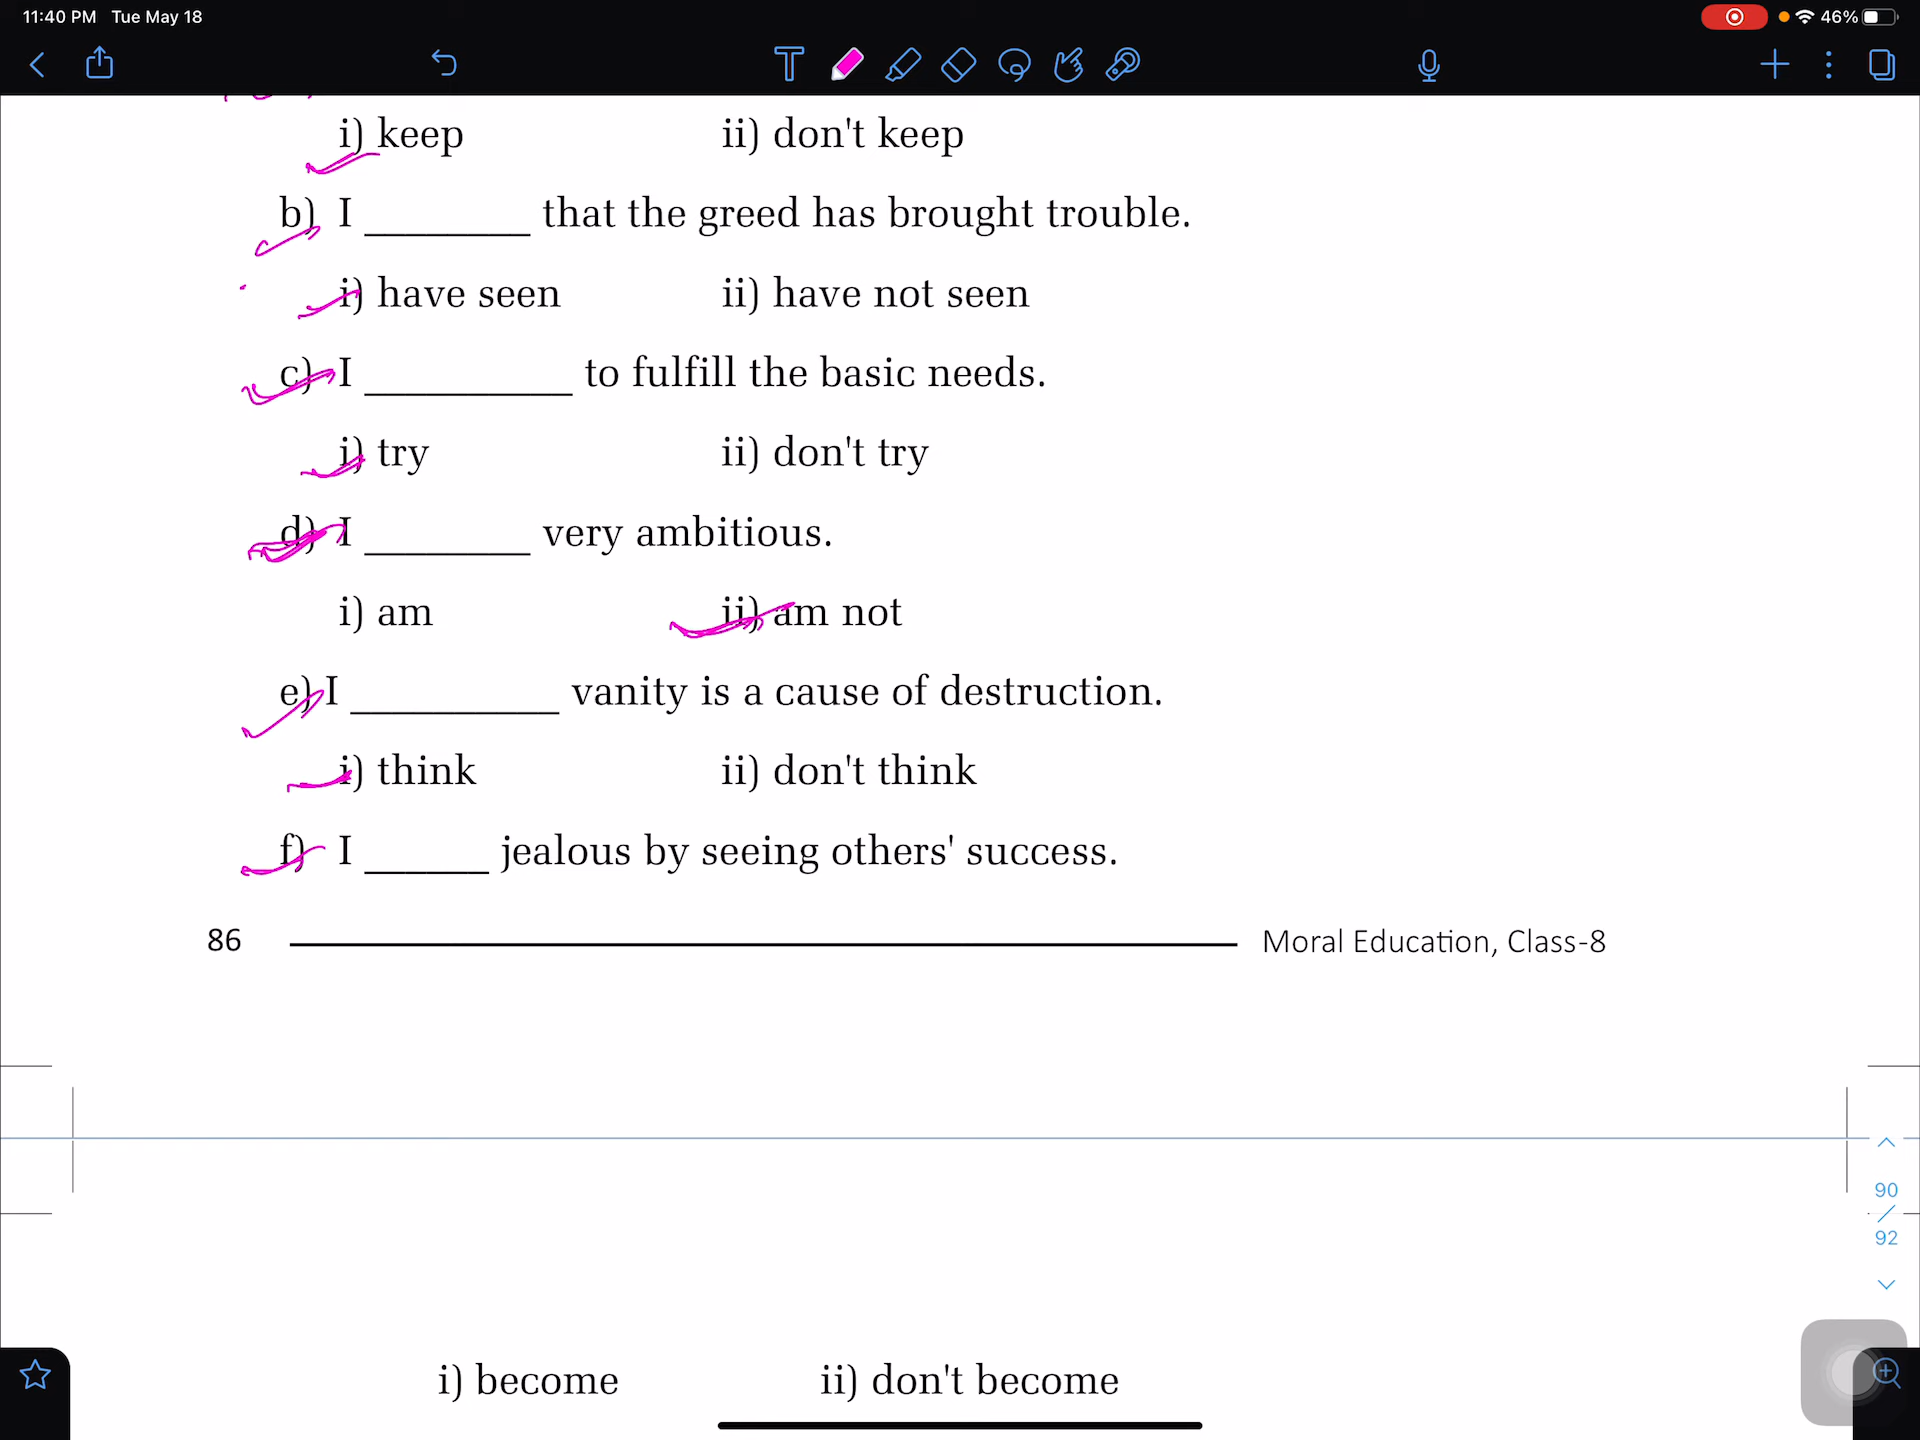 11:40 PM Tue May 18 46%
i) keep ii) don't keep
b) I ________ that the greed has brought trouble.
i) have seen ii) have not seen
c) I __________ to fulfill the basic needs.
i) try ii) don't try
d) I ________ very ambitious.
i) am ii) am not
e) I __________ vanity is a cause of destruction.
i) think ii) don't think
f) I ______ jealous by seeing others' success.
86 Moral Education, Class-8
90
/
92
i) become ii) don't become